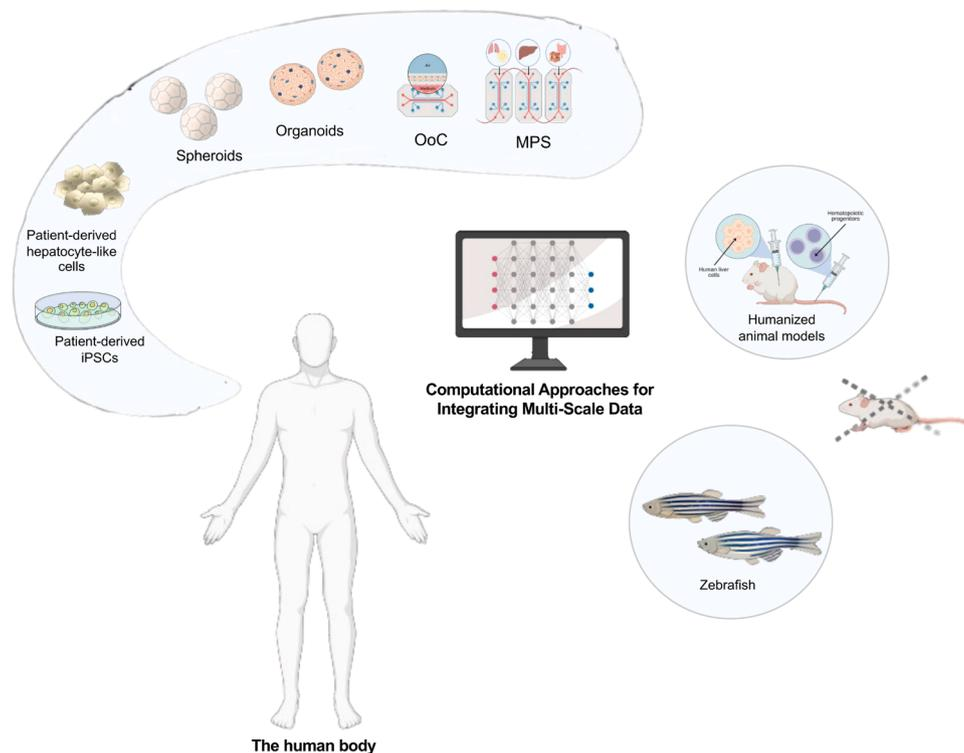 Spheroids
Organoids
OoC
MPS
Air
Patient-derived
hepatocyte-like
cells
Patient-derived
iPSCs
Computational Approaches for
Integrating Multi-Scale Data
Hematopoietic
progenitors
Human liver
cells
Humanized
animal models
Zebrafish
The human body